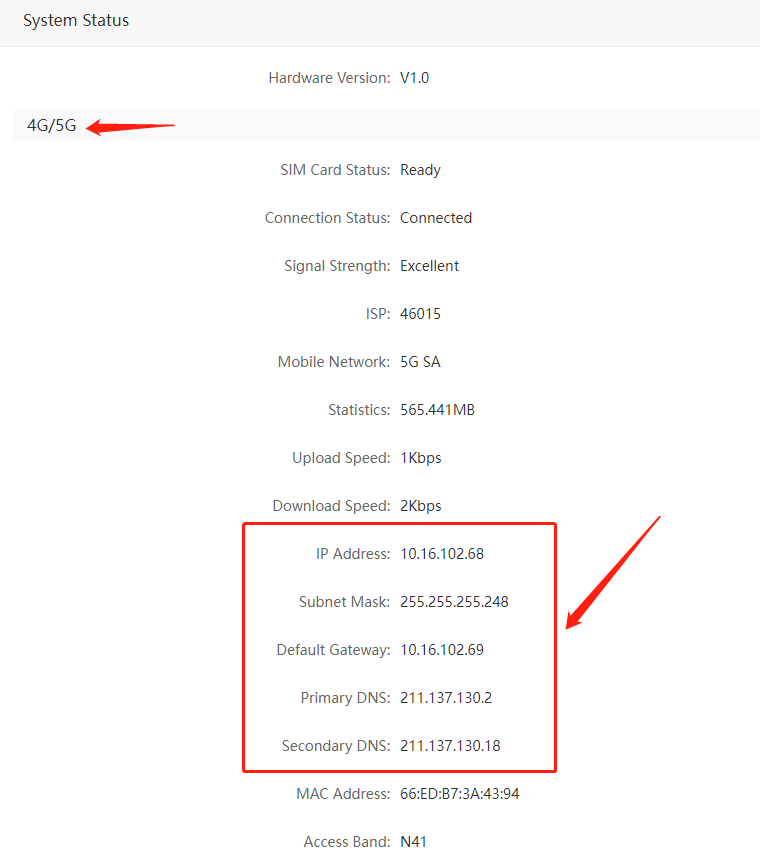 System Status
Hardware Version: V1.0
4G/5G
SIM Card Status: Ready
Connection Status: Connected
Signal Strength: Excellent
ISP: 46015
Mobile Network: 5G SA
Statistics: 565.441MB
Upload Speed: 1Kbps
Download Speed: 2Kbps
IP Address: 10.16.102.68
Subnet Mask: 255.255.255.248
Default Gateway: 10.16.102.69
Primary DNS: 211.137.130.2
Secondary DNS: 211.137.130.18
MAC Address: 66:ED:B7:3A:43:94
Access Band: N41